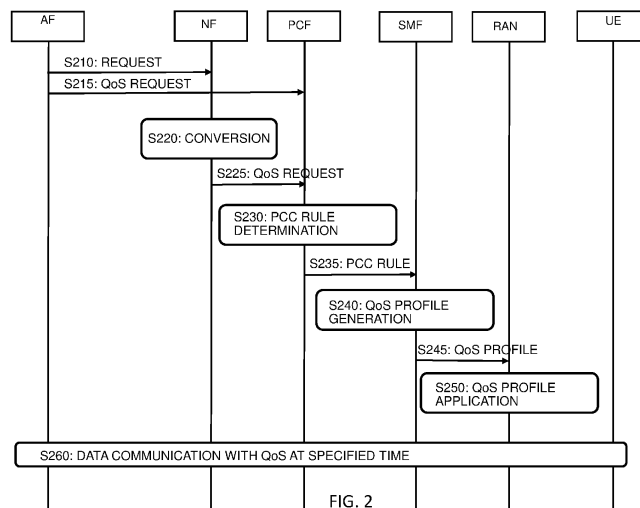 AF
NF
PCF
SMF
RAN
UE
S210: REQUEST
S215: QoS REQUEST
S220: CONVERSION
S225: QoS REQUEST
S230: PCC RULE
DETERMINATION
S235: PCC RULE
S240: QoS PROFILE
GENERATION
S245: QoS PROFILE
S250: QoS PROFILE
APPLICATION
S260: DATA COMMUNICATION WITH QoS AT SPECIFIED TIME
FIG. 2